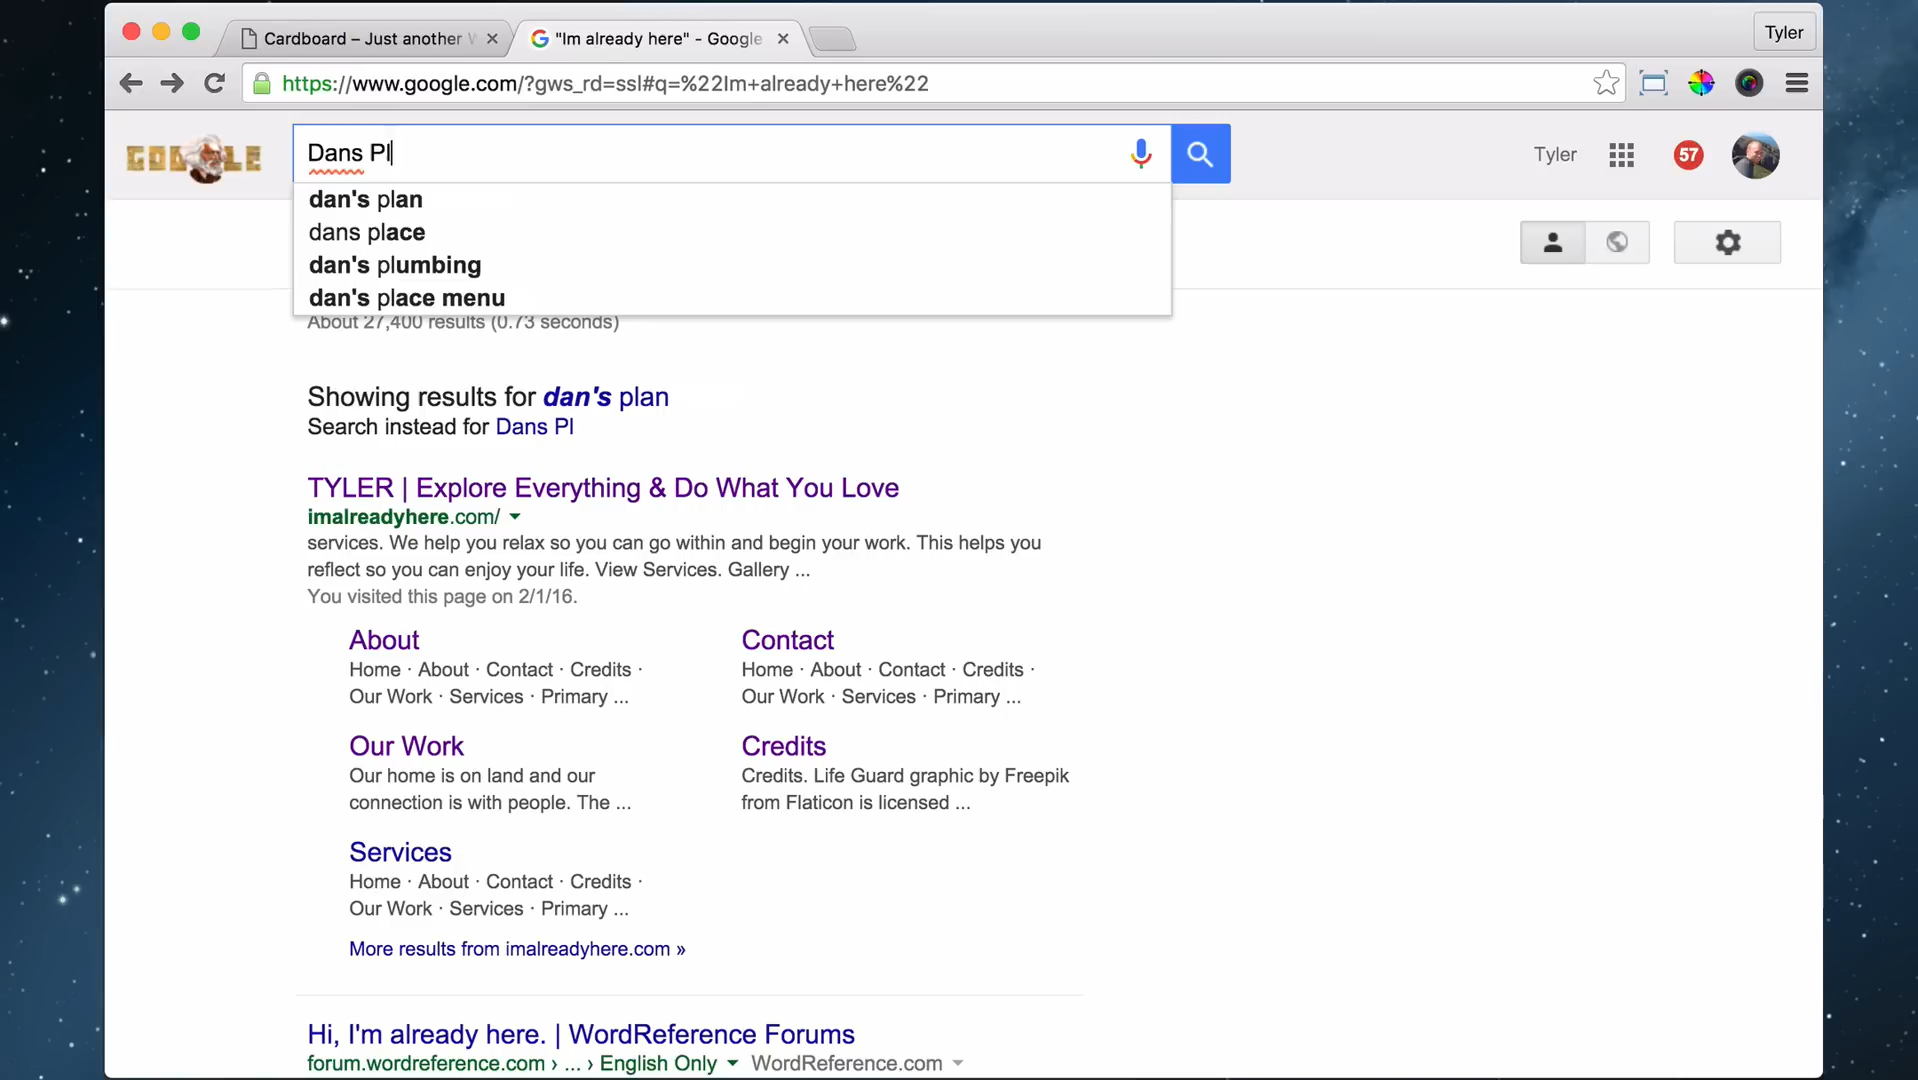 Cardboard – Just another W
"Im already here" - Google
Tyler
https://www.google.com/?gws_rd=ssl#q=%22Im+already+here%22
GOOGLE
Dans Pl
Tyler
57
dan's plan
dans place
dan's plumbing
dan's place menu
About 27,400 results (0.73 seconds)
Showing results for dan's plan
Search instead for Dans Pl
TYLER | Explore Everything & Do What You Love
imalreadyhere.com/
services. We help you relax so you can go within and begin your work. This helps you
reflect so you can enjoy your life. View Services. Gallery ...
You visited this page on 2/1/16.
About
Home · About · Contact · Credits ·
Our Work · Services · Primary ...
Contact
Home · About · Contact · Credits ·
Our Work · Services · Primary ...
Our Work
Our home is on land and our
connection is with people. The ...
Credits
Credits. Life Guard graphic by Freepik
from Flaticon is licensed ...
Services
Home · About · Contact · Credits ·
Our Work · Services · Primary ...
More results from imalreadyhere.com »
Hi, I'm already here. | WordReference Forums
forum.wordreference.com › ... › English Only WordReference.com